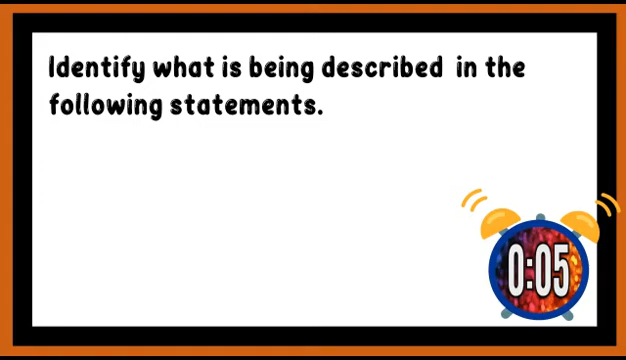 Identify what is being described in the
following statements.
0:05